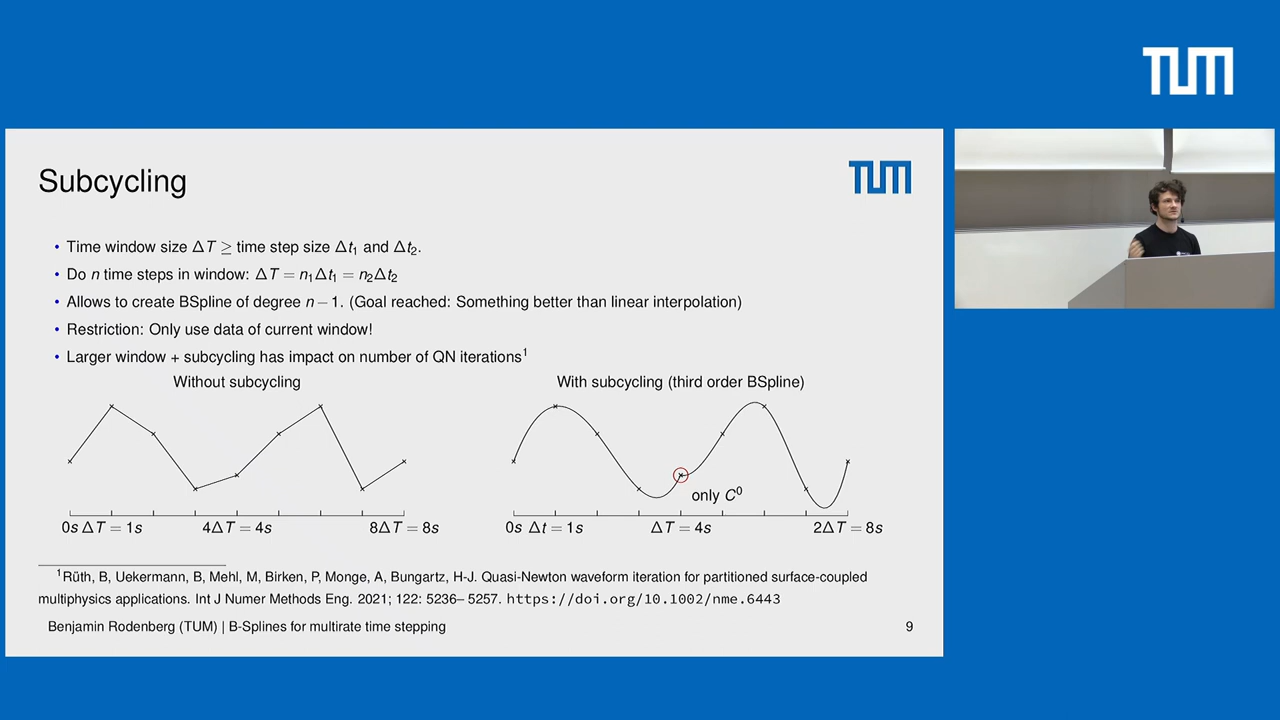 TUM
Subcycling
TUM
• Time window size ΔT ≥ time step size Δt₁ and Δt₂.
• Do n time steps in window: ΔT = n₁Δt₁ = n₂Δt₂
• Allows to create BSpline of degree n − 1. (Goal reached: Something better than linear interpolation)
• Restriction: Only use data of current window!
• Larger window + subcycling has impact on number of QN iterations¹
Without subcycling
With subcycling (third order BSpline)
only C⁰
0s ΔT = 1s 4ΔT = 4s 8ΔT = 8s
0s Δt = 1s ΔT = 4s 2ΔT = 8s
¹Rüth, B, Uekermann, B, Mehl, M, Birken, P, Monge, A, Bungartz, H-J. Quasi-Newton waveform iteration for partitioned surface-coupled
multiphysics applications. Int J Numer Methods Eng. 2021; 122: 5236– 5257. https://doi.org/10.1002/nme.6443
Benjamin Rodenberg (TUM) | B-Splines for multirate time stepping
9